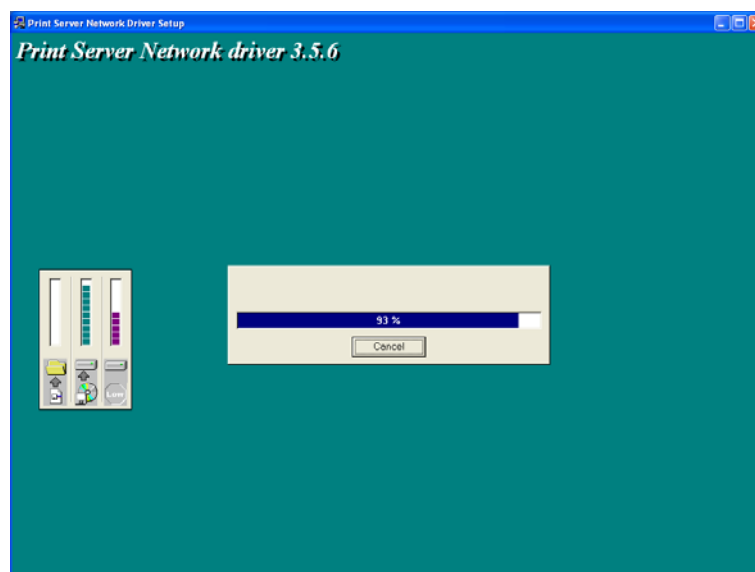 Print Server Network Driver Setup
Print Server Network driver 3.5.6
93 %
Cancel
Low